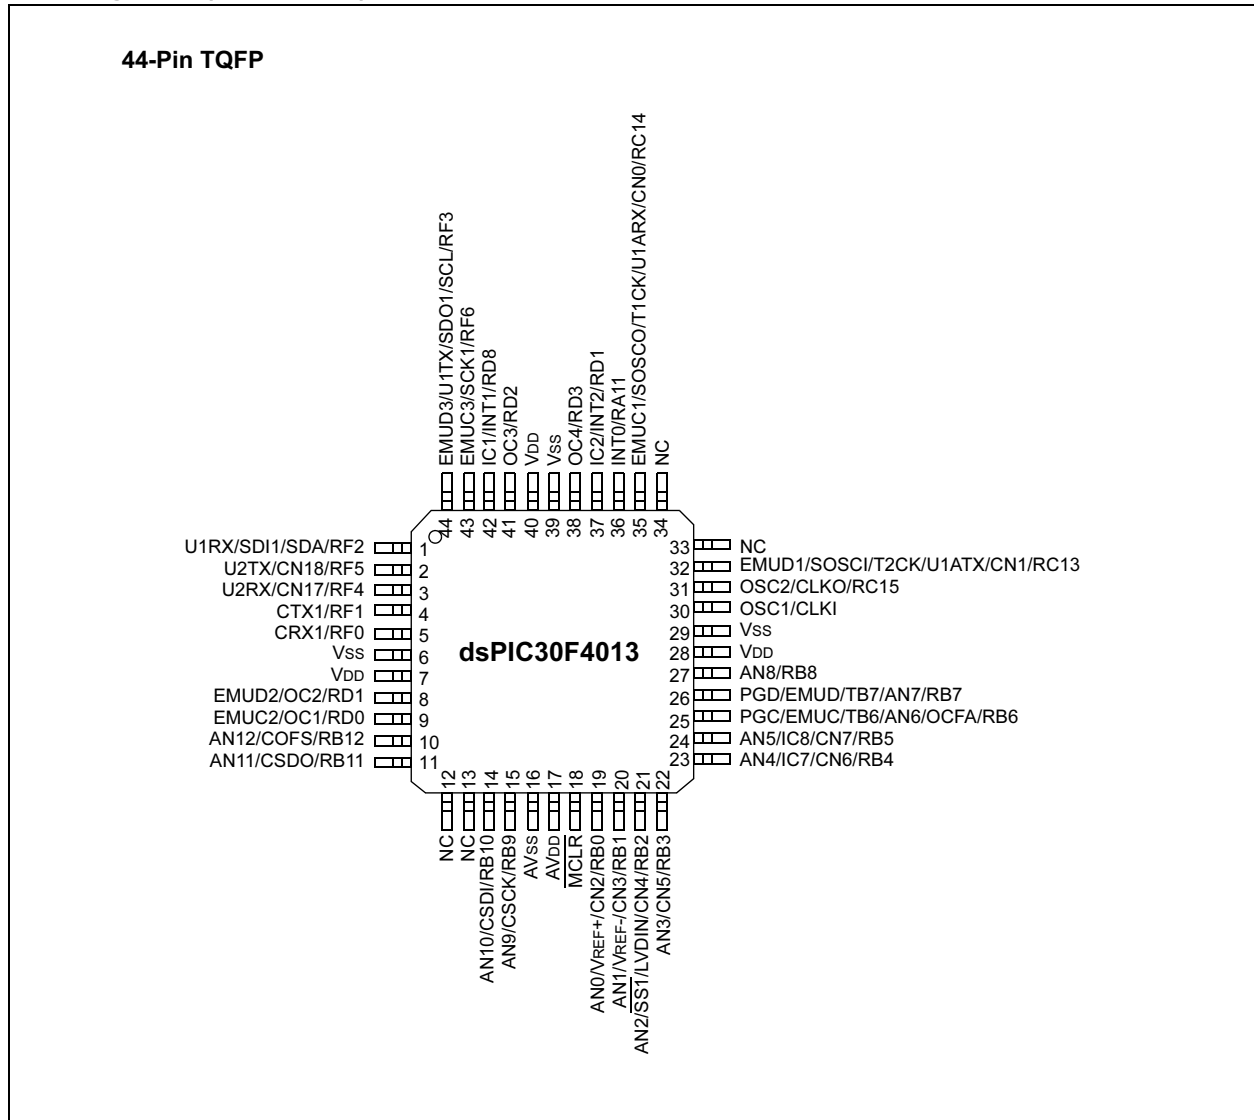 44-Pin TQFP
EMUD3/U1TX/SDO1/SCL/RF3
EMUC3/SCK1/RF6
IC1/INT1/RD8
OC3/RD2
VDD
VSS
OC4/RD3
IC2/INT2/RD1
INT0/RA11
EMUC1/SOSCO/T1CK/U1ARX/CN0/RC14
NC
44 43 42 41 40 39 38 37 36 35 34
U1RX/SDI1/SDA/RF2 1
U2TX/CN18/RF5 2
U2RX/CN17/RF4 3
CTX1/RF1 4
CRX1/RF0 5
VSS 6
VDD 7
EMUD2/OC2/RD1 8
EMUC2/OC1/RD0 9
AN12/COFS/RB12 10
AN11/CSDO/RB11 11
dsPIC30F4013
33 NC
32 EMUD1/SOSCI/T2CK/U1ATX/CN1/RC13
31 OSC2/CLKO/RC15
30 OSC1/CLKI
29 VSS
28 VDD
27 AN8/RB8
26 PGD/EMUD/TB7/AN7/RB7
25 PGC/EMUC/TB6/AN6/OCFA/RB6
24 AN5/IC8/CN7/RB5
23 AN4/IC7/CN6/RB4
12 13 14 15 16 17 18 19 20 21 22
NC
NC
AN10/CSDI/RB10
AN9/CSCK/RB9
AVSS
AVDD
MCLR
AN0/VREF+/CN2/RB0
AN1/VREF-/CN3/RB1
AN2/SS1/LVDIN/CN4/RB2
AN3/CN5/RB3